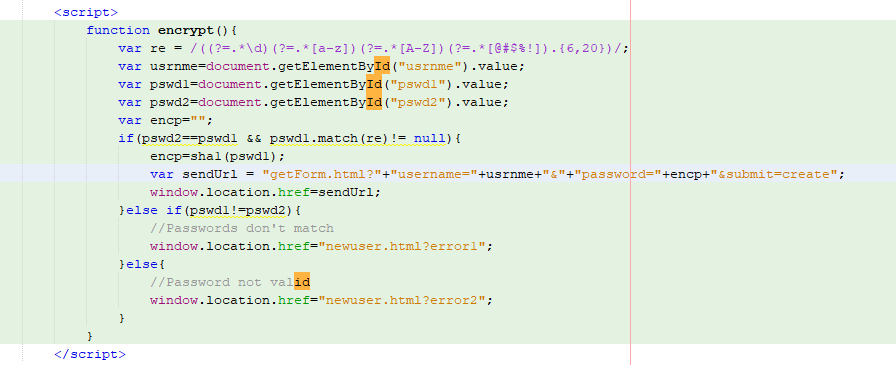 <script>
function encrypt(){
var re = /((?=.*\d)(?=.*[a-z])(?=.*[A-Z])(?=.*[@#$%!]).{6,20})/;
var usrnme=document.getElementById("usrnme").value;
var pswd1=document.getElementById("pswd1").value;
var pswd2=document.getElementById("pswd2").value;
var encp="";
if(pswd2==pswd1 && pswd1.match(re)!= null){
encp=sha1(pswd1);
var sendUrl = "getForm.html?"+"username="+usrnme+"&"+"password="+encp+"&submit=create";
window.location.href=sendUrl;
}else if(pswd1!=pswd2){
//Passwords don't match
window.location.href="newuser.html?error1";
}else{
//Password not valid
window.location.href="newuser.html?error2";
}
}
</script>